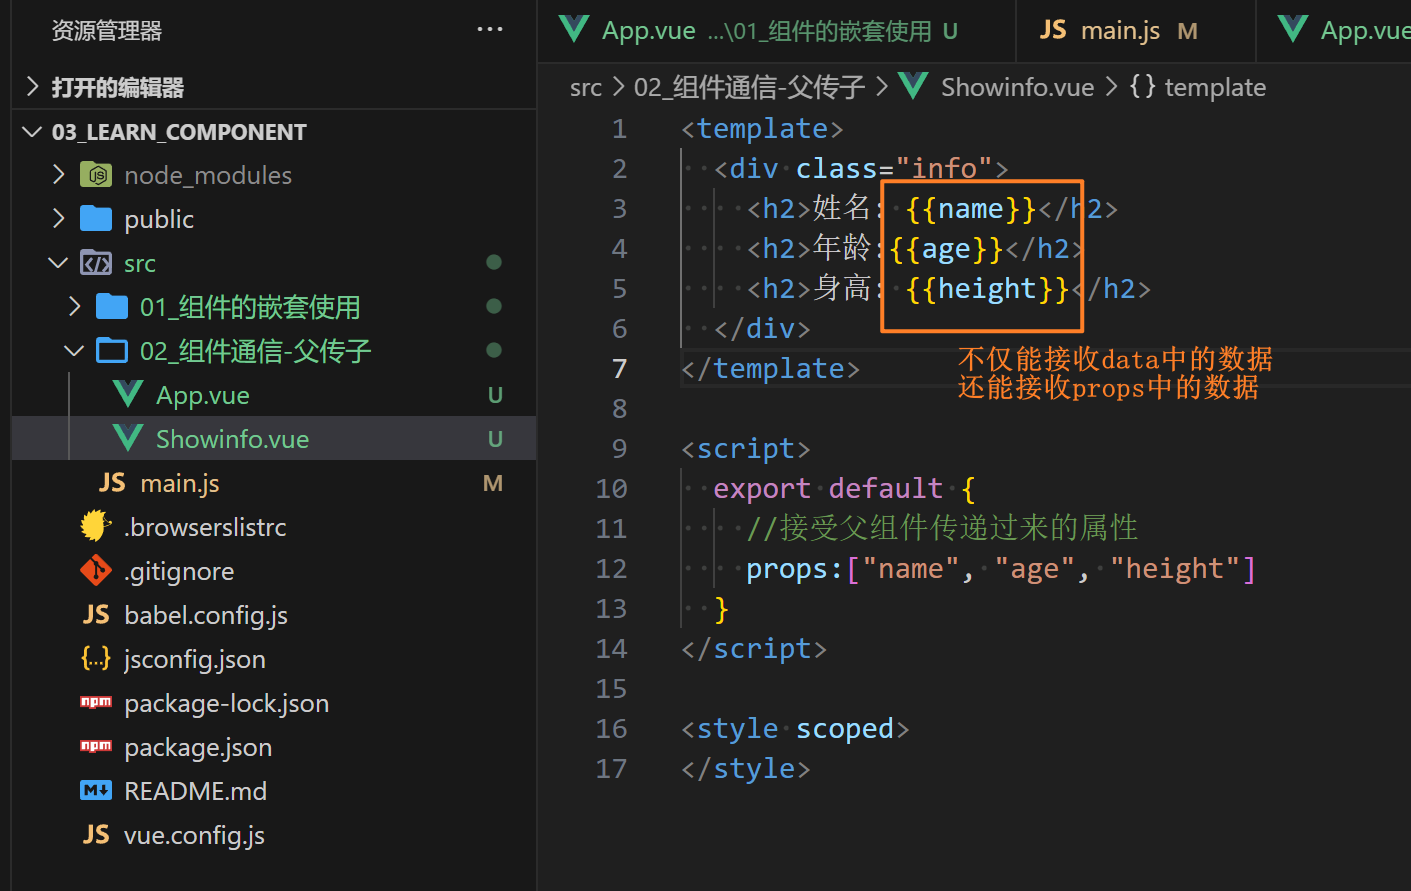 资源管理器 ···
打开的编辑器
03_LEARN_COMPONENT
node_modules
public
src
01_组件的嵌套使用
02_组件通信-父传子
App.vue U
Showinfo.vue U
JS main.js M
.browserslistrc
.gitignore
JS babel.config.js
{..} jsconfig.json
npm package-lock.json
npm package.json
M↓ README.md
JS vue.config.js
App.vue ...\01_组件的嵌套使用 U JS main.js M App.vue
src > 02_组件通信-父传子 > Showinfo.vue > {} template
1 <template>
2 <div class="info">
3 <h2>姓名: {{name}}</h2>
4 <h2>年龄:{{age}}</h2>
5 <h2>身高: {{height}}</h2>
6 </div>
7 </template>
不仅能接收data中的数据
还能接收props中的数据
8
9 <script>
10 export default {
11 //接受父组件传递过来的属性
12 props:["name", "age", "height"]
13 }
14 </script>
15
16 <style scoped>
17 </style>